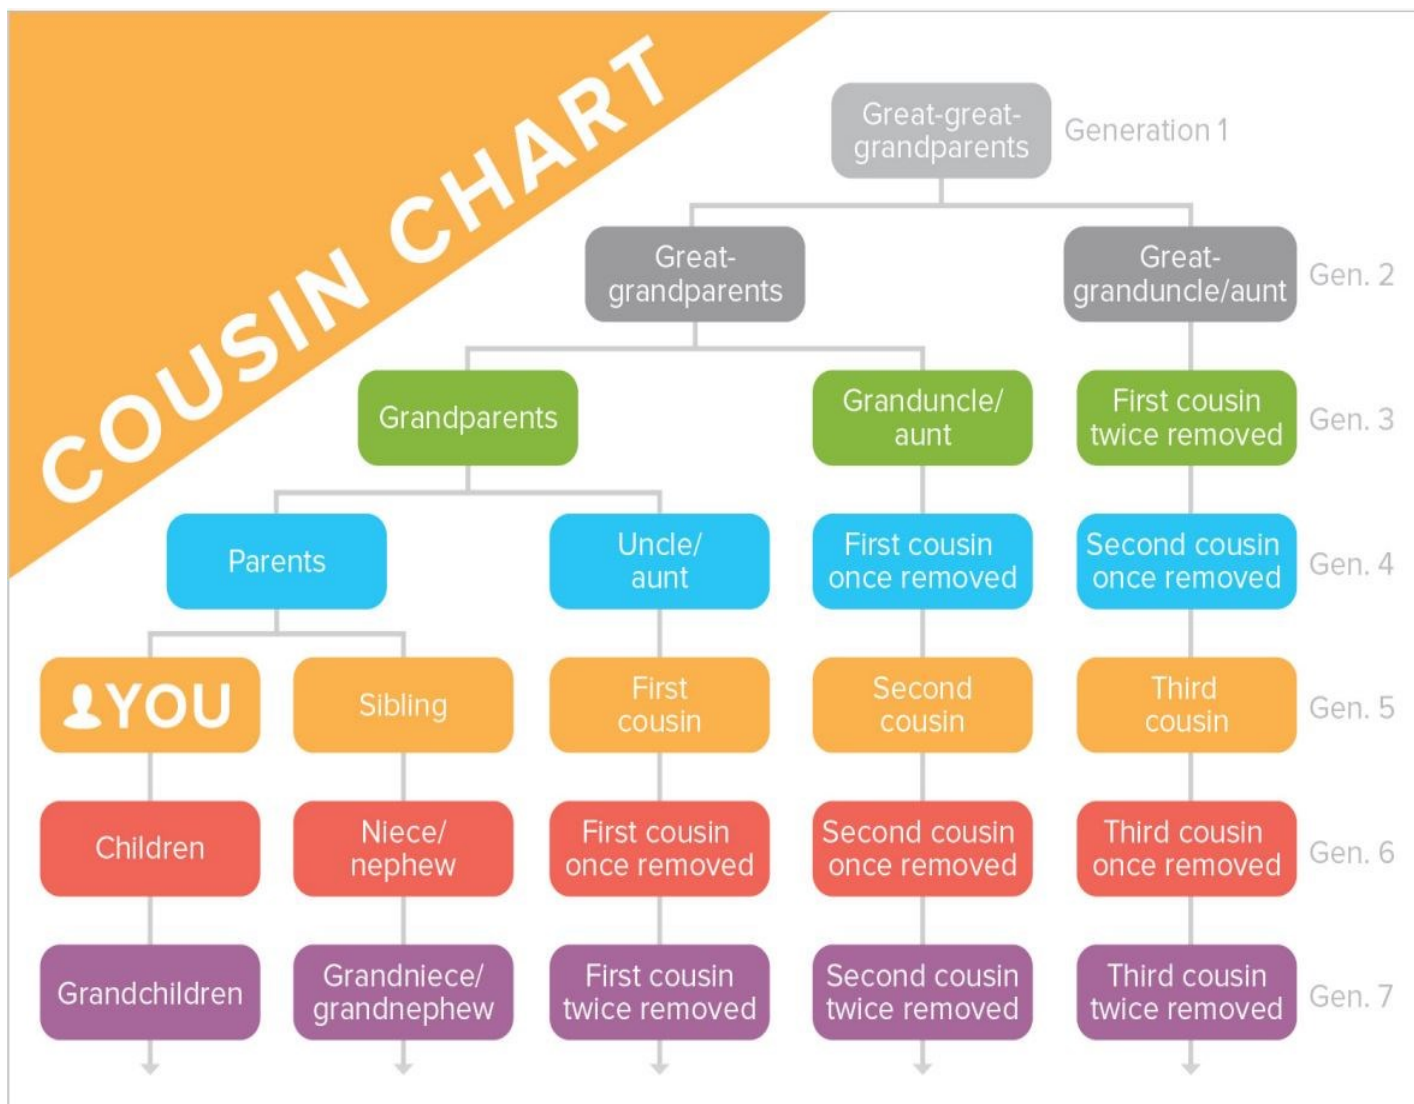 COUSIN CHART
Great-great-
grandparents
Generation 1
Great-
grandparents
Great-
granduncle/aunt
Gen. 2
Grandparents
Granduncle/
aunt
First cousin
twice removed
Gen. 3
Parents
Uncle/
aunt
First cousin
once removed
Second cousin
once removed
Gen. 4
YOU
Sibling
First
cousin
Second
cousin
Third
cousin
Gen. 5
Children
Niece/
nephew
First cousin
once removed
Second cousin
once removed
Third cousin
once removed
Gen. 6
Grandchildren
Grandniece/
grandnephew
First cousin
twice removed
Second cousin
twice removed
Third cousin
twice removed
Gen. 7